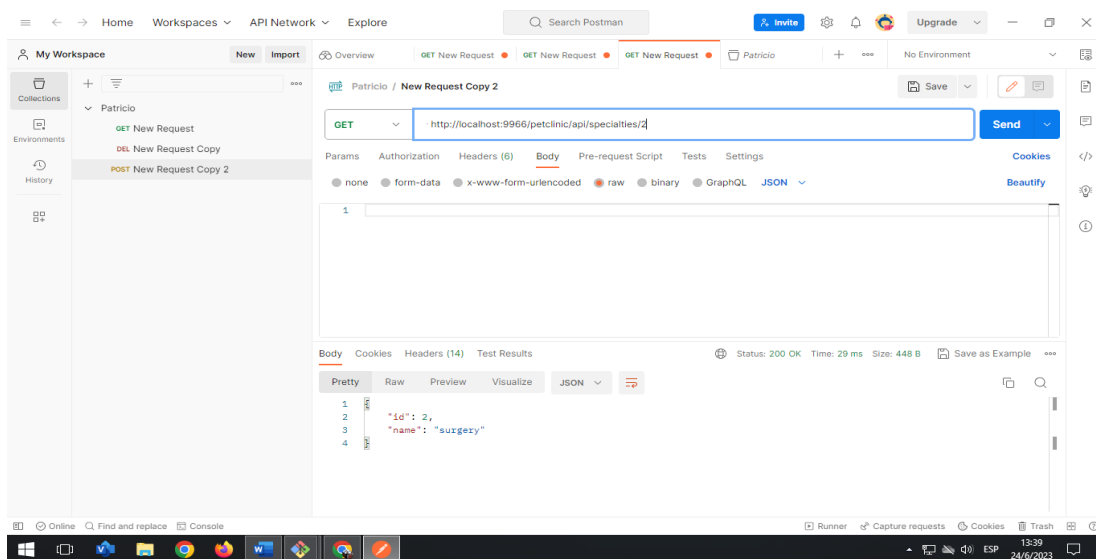 Home Workspaces API Network Explore Search Postman Invite Upgrade
My Workspace New Import Overview GET New Request GET New Request GET New Request Patricio + No Environment
Collections
Environments
History
Patricio
GET New Request
DEL New Request Copy
POST New Request Copy 2
HTTP Patricio / New Request Copy 2 Save
GET http://localhost:9966/petclinic/api/specialties/2 Send
Params Authorization Headers (6) Body Pre-request Script Tests Settings Cookies
none form-data x-www-form-urlencoded raw binary GraphQL JSON Beautify
1
Body Cookies Headers (14) Test Results Status: 200 OK Time: 29 ms Size: 448 B Save as Example
Pretty Raw Preview Visualize JSON
1 {
2 "id": 2,
3 "name": "surgery"
4 }
Online Find and replace Console Runner Capture requests Cookies Trash
ESP 13:39
24/6/2023